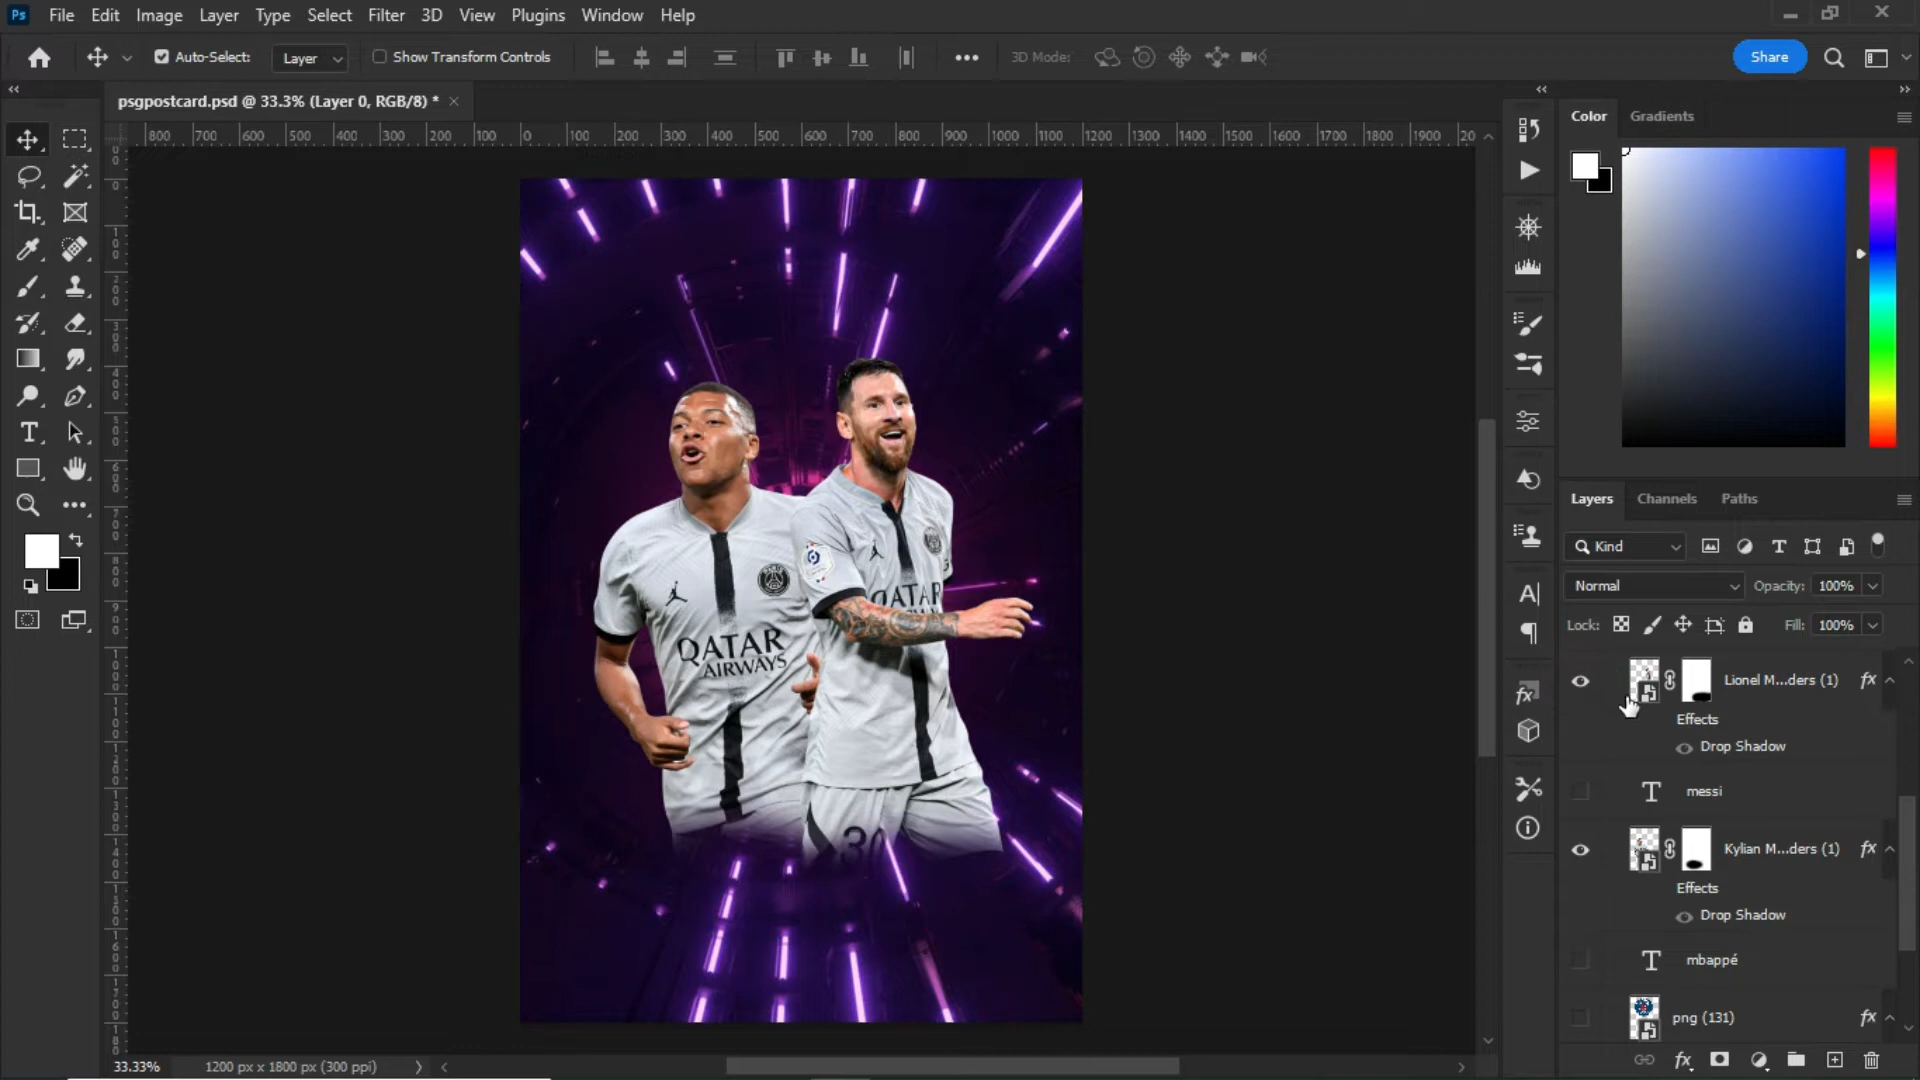 Ps File Edit Image Layer Type Select Filter 3D View Plugins Window Help
Auto-Select: Layer Show Transform Controls 3D Mode: Share
psgpostcard.psd @ 33.3% (Layer 0, RGB/8) *
800 700 600 500 400 300 200 100 0 100 200 300 400 500 600 700 800 900 1000 1100 1200 1300 1400 1500 1600 1700 1800 1900 20
Color Gradients
Layers Channels Paths
Kind
Normal Opacity: 100%
Lock: Fill: 100%
Lionel M...ders (1) fx
Effects
Drop Shadow
messi
Kylian M...ders (1) fx
Effects
Drop Shadow
mbappé
png (131) fx
QATAR
AIRWAYS
QATAR
30
33.33% 1200 px x 1800 px (300 ppi)